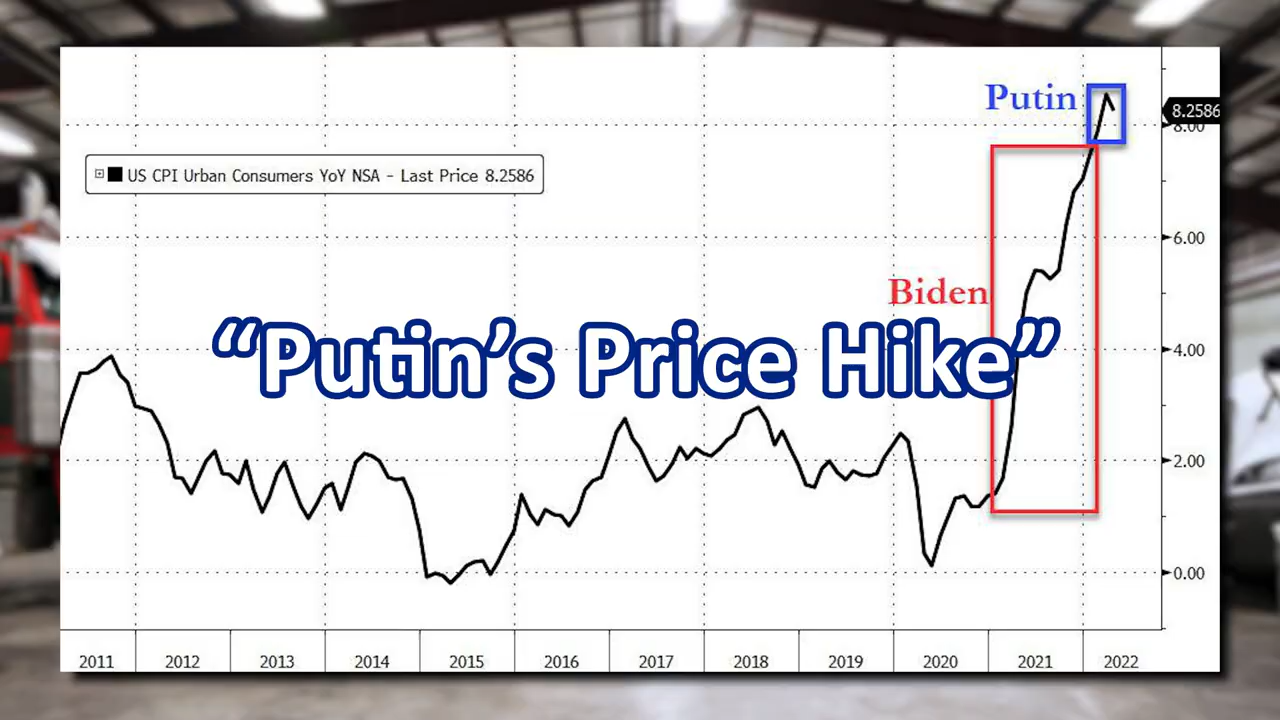 Putin
8.2586
8.00
US CPI Urban Consumers YoY NSA - Last Price 8.2586
6.00
Biden
“Putin’s Price Hike”
4.00
2.00
0.00
2011 2012 2013 2014 2015 2016 2017 2018 2019 2020 2021 2022